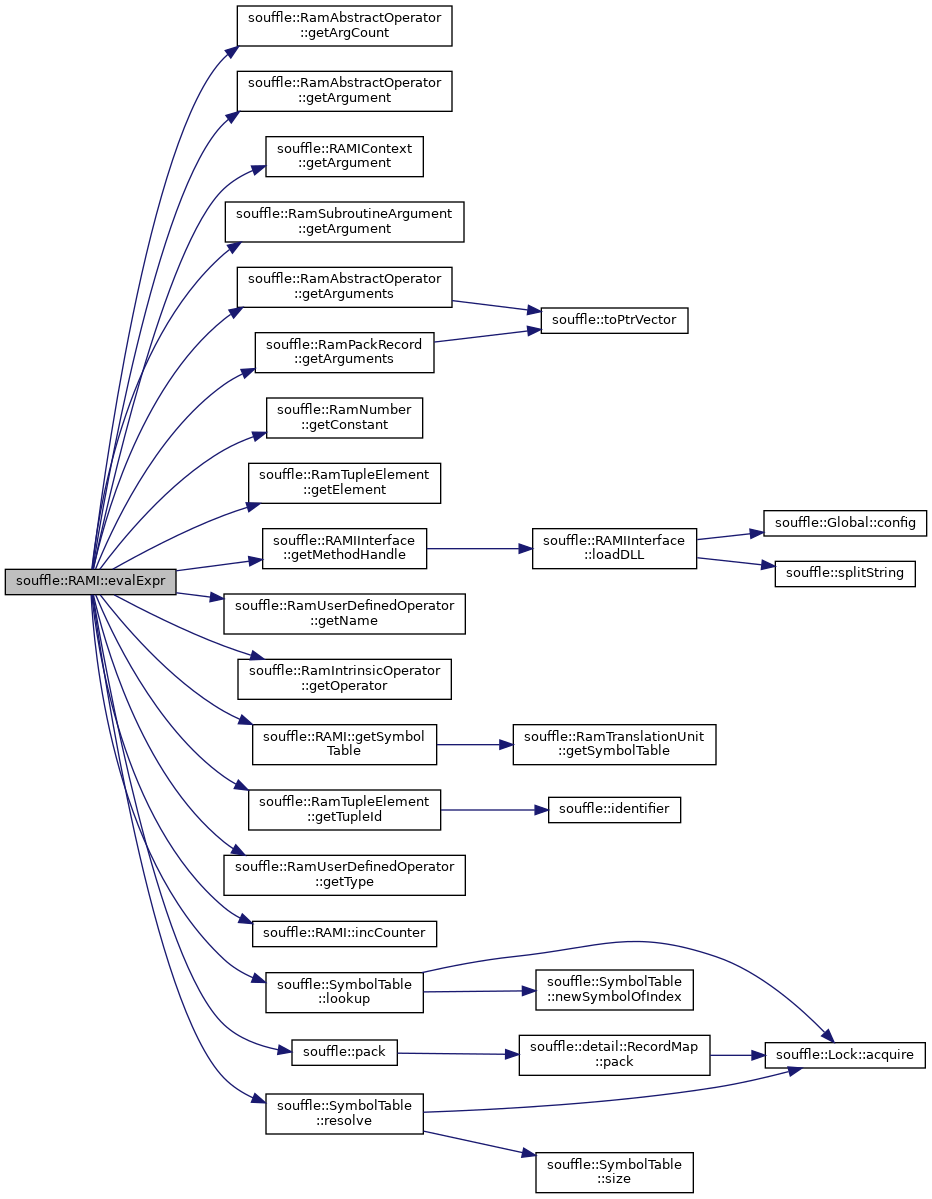 souffle::RamAbstractOperator
::getArgCount
souffle::RamAbstractOperator
::getArgument
souffle::RAMIContext
::getArgument
souffle::RamSubroutineArgument
::getArgument
souffle::RamAbstractOperator
::getArguments
souffle::toPtrVector
souffle::RamPackRecord
::getArguments
souffle::RamNumber
::getConstant
souffle::RamTupleElement
::getElement
souffle::RAMIInterface
::getMethodHandle
souffle::RAMIInterface
::loadDLL
souffle::Global::config
souffle::splitString
souffle::RAMI::evalExpr
souffle::RamUserDefinedOperator
::getName
souffle::RamIntrinsicOperator
::getOperator
souffle::RAMI::getSymbol
Table
souffle::RamTranslationUnit
::getSymbolTable
souffle::RamTupleElement
::getTupleId
souffle::identifier
souffle::RamUserDefinedOperator
::getType
souffle::RAMI::incCounter
souffle::SymbolTable
::lookup
souffle::SymbolTable
::newSymbolOfIndex
souffle::pack
souffle::detail::RecordMap
::pack
souffle::Lock::acquire
souffle::SymbolTable
::resolve
souffle::SymbolTable
::size